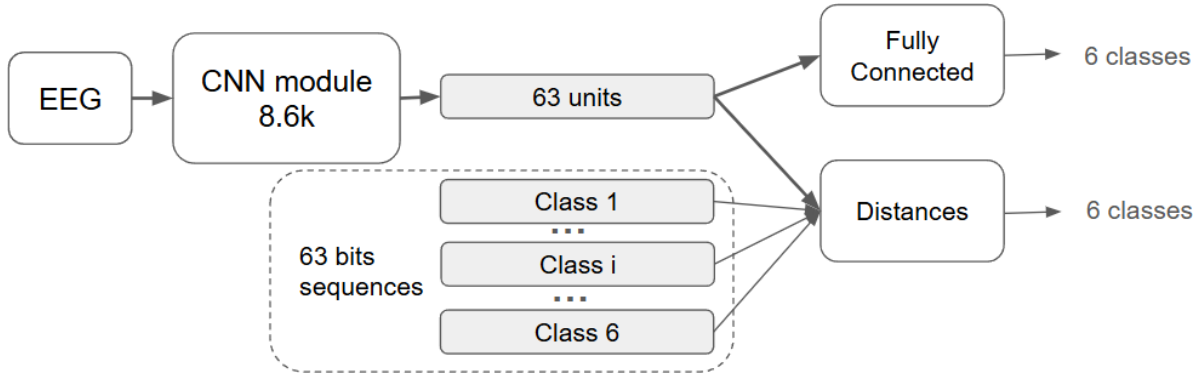 EEG
CNN module
8.6k
63 units
Fully
Connected
6 classes
63 bits
sequences
Class 1
...
Class i
...
Class 6
Distances
6 classes